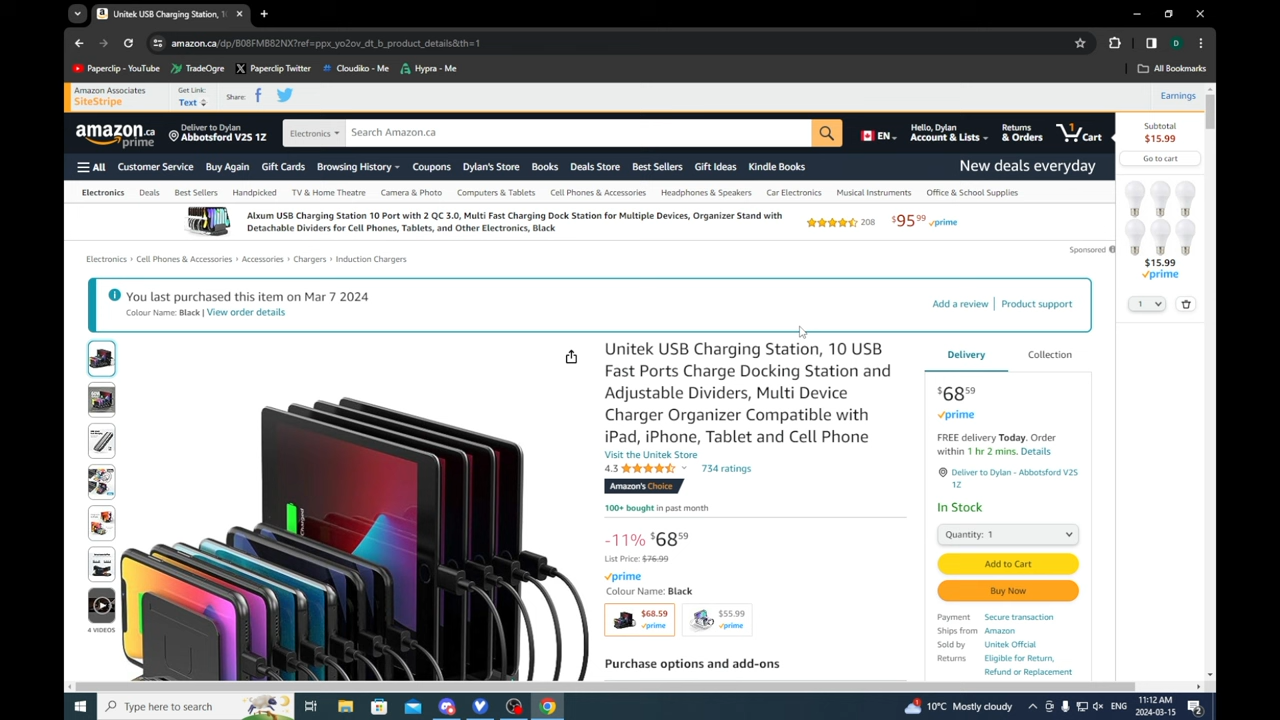 Unitek USB Charging Station, 1
amazon.ca/dp/B08FMB82NX?ref=ppx_yo2ov_dt_b_product_details&th=1
D
Paperclip - YouTube
TradeOgre
Paperclip Twitter
Cloudiko - Me
Hypra - Me
All Bookmarks
Amazon Associates
SiteStripe
Get Link:
Text
Share:
Earnings
amazon.ca
prime
Deliver to Dylan
Abbotsford V2S 1Z
Electronics
Search Amazon.ca
EN
Hello, Dylan
Account & Lists
Returns
& Orders
1
Cart
Subtotal
$15.99
Go to cart
All
Customer Service
Buy Again
Gift Cards
Browsing History
Coupons
Dylan's Store
Books
Deals Store
Best Sellers
Gift Ideas
Kindle Books
New deals everyday
Electronics
Deals
Best Sellers
Handpicked
TV & Home Theatre
Camera & Photo
Computers & Tablets
Cell Phones & Accessories
Headphones & Speakers
Car Electronics
Musical Instruments
Office & School Supplies
Alxum USB Charging Station 10 Port with 2 QC 3.0, Multi Fast Charging Dock Station for Multiple Devices, Organizer Stand with
Detachable Dividers for Cell Phones, Tablets, and Other Electronics, Black
208
$95.99
prime
Sponsored
$15.99
prime
1
Electronics › Cell Phones & Accessories › Accessories › Chargers › Induction Chargers
You last purchased this item on Mar 7 2024
Colour Name: Black | View order details
Add a review
Product support
Unitek USB Charging Station, 10 USB
Fast Ports Charge Docking Station and
Adjustable Dividers, Multi Device
Charger Organizer Compatible with
iPad, iPhone, Tablet and Cell Phone
Visit the Unitek Store
4.3
734 ratings
Amazon's Choice
100+ bought in past month
-11% $68.59
List Price: $76.99
prime
Colour Name: Black
$68.59
prime
$55.99
prime
Purchase options and add-ons
4 VIDEOS
Charged
Delivery
Collection
$68.59
prime
FREE delivery Today. Order
within 1 hr 2 mins. Details
Deliver to Dylan - Abbotsford V2S
1Z
In Stock
Quantity: 1
Add to Cart
Buy Now
Payment
Secure transaction
Ships from
Amazon
Sold by
Unitek Offcial
Returns
Eligible for Return,
Refund or Replacement
Type here to search
10°C Mostly cloudy
ENG
11:12 AM
2024-03-15
2